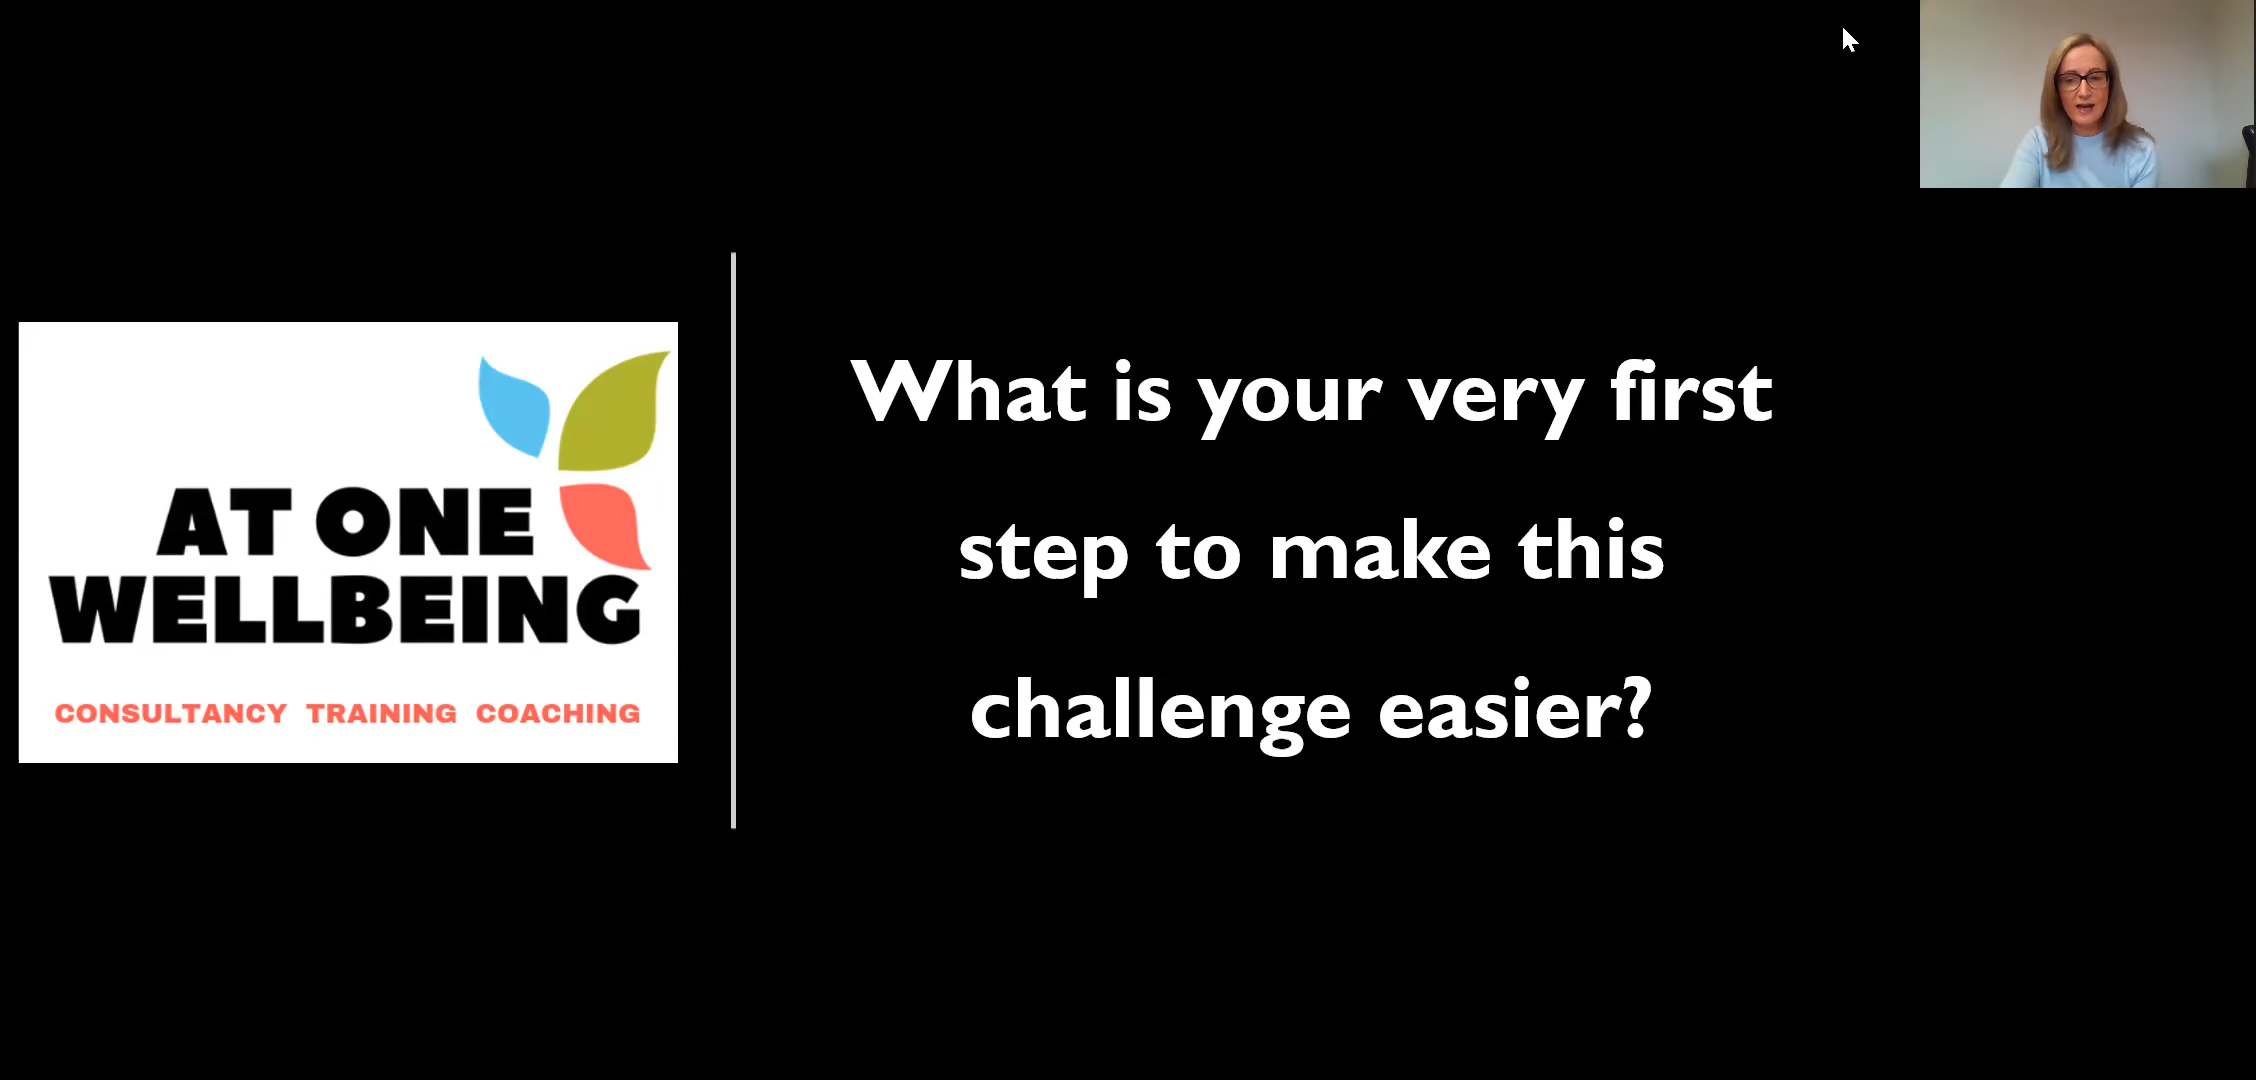 AT ONE
WELLBEING
CONSULTANCY TRAINING COACHING
What is your very first
step to make this
challenge easier?